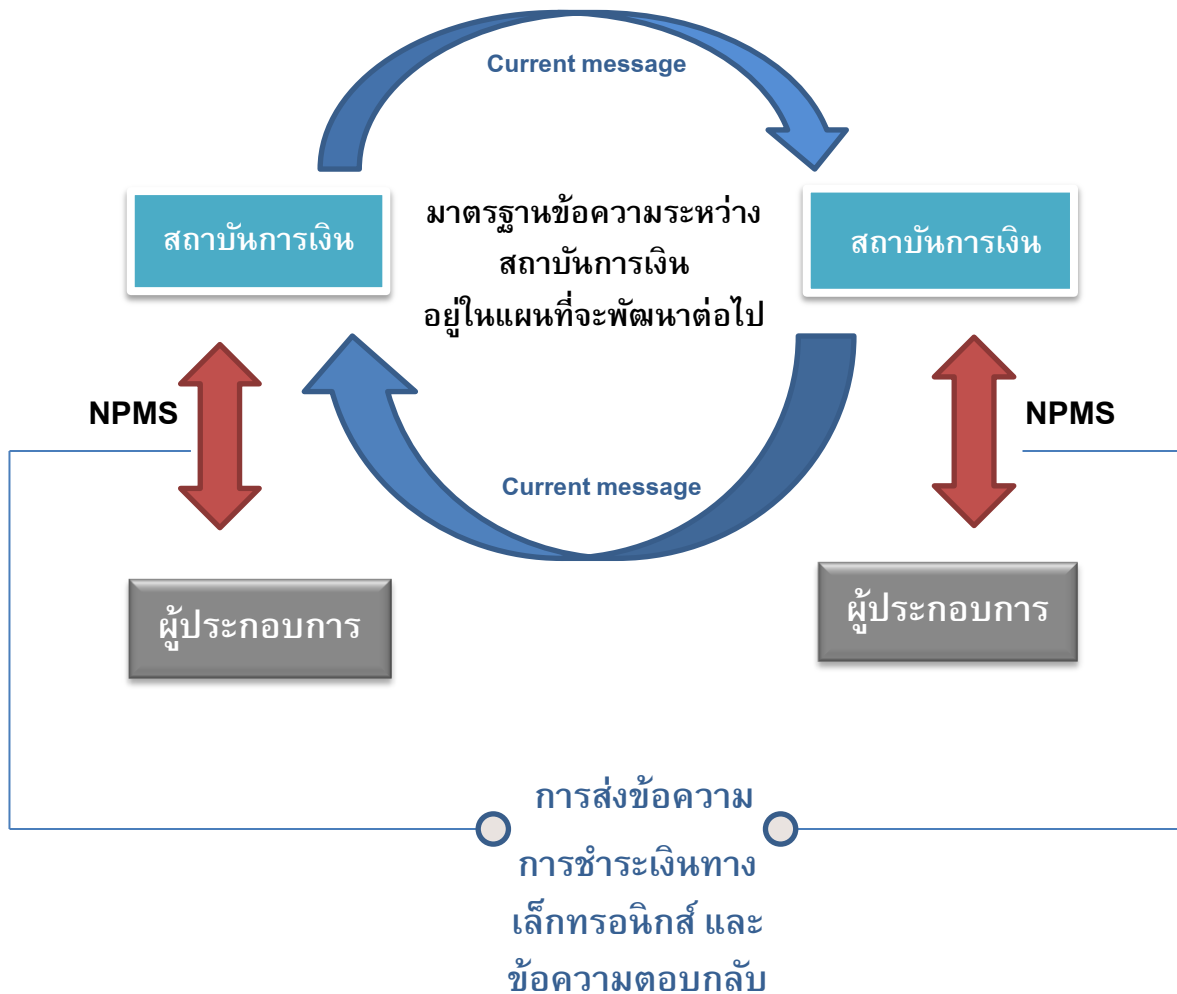 Current message
สถาบันการเงิน
มาตรฐานข้อความระหว่าง
สถาบันการเงิน
อยู่ในแผนที่จะพัฒนาต่อไป
สถาบันการเงิน
NPMS
NPMS
Current message
ผู้ประกอบการ
ผู้ประกอบการ
การส่งข้อความ
การชำระเงินทาง
เล็กทรอนิกส์ และ
ข้อความตอบกลับ